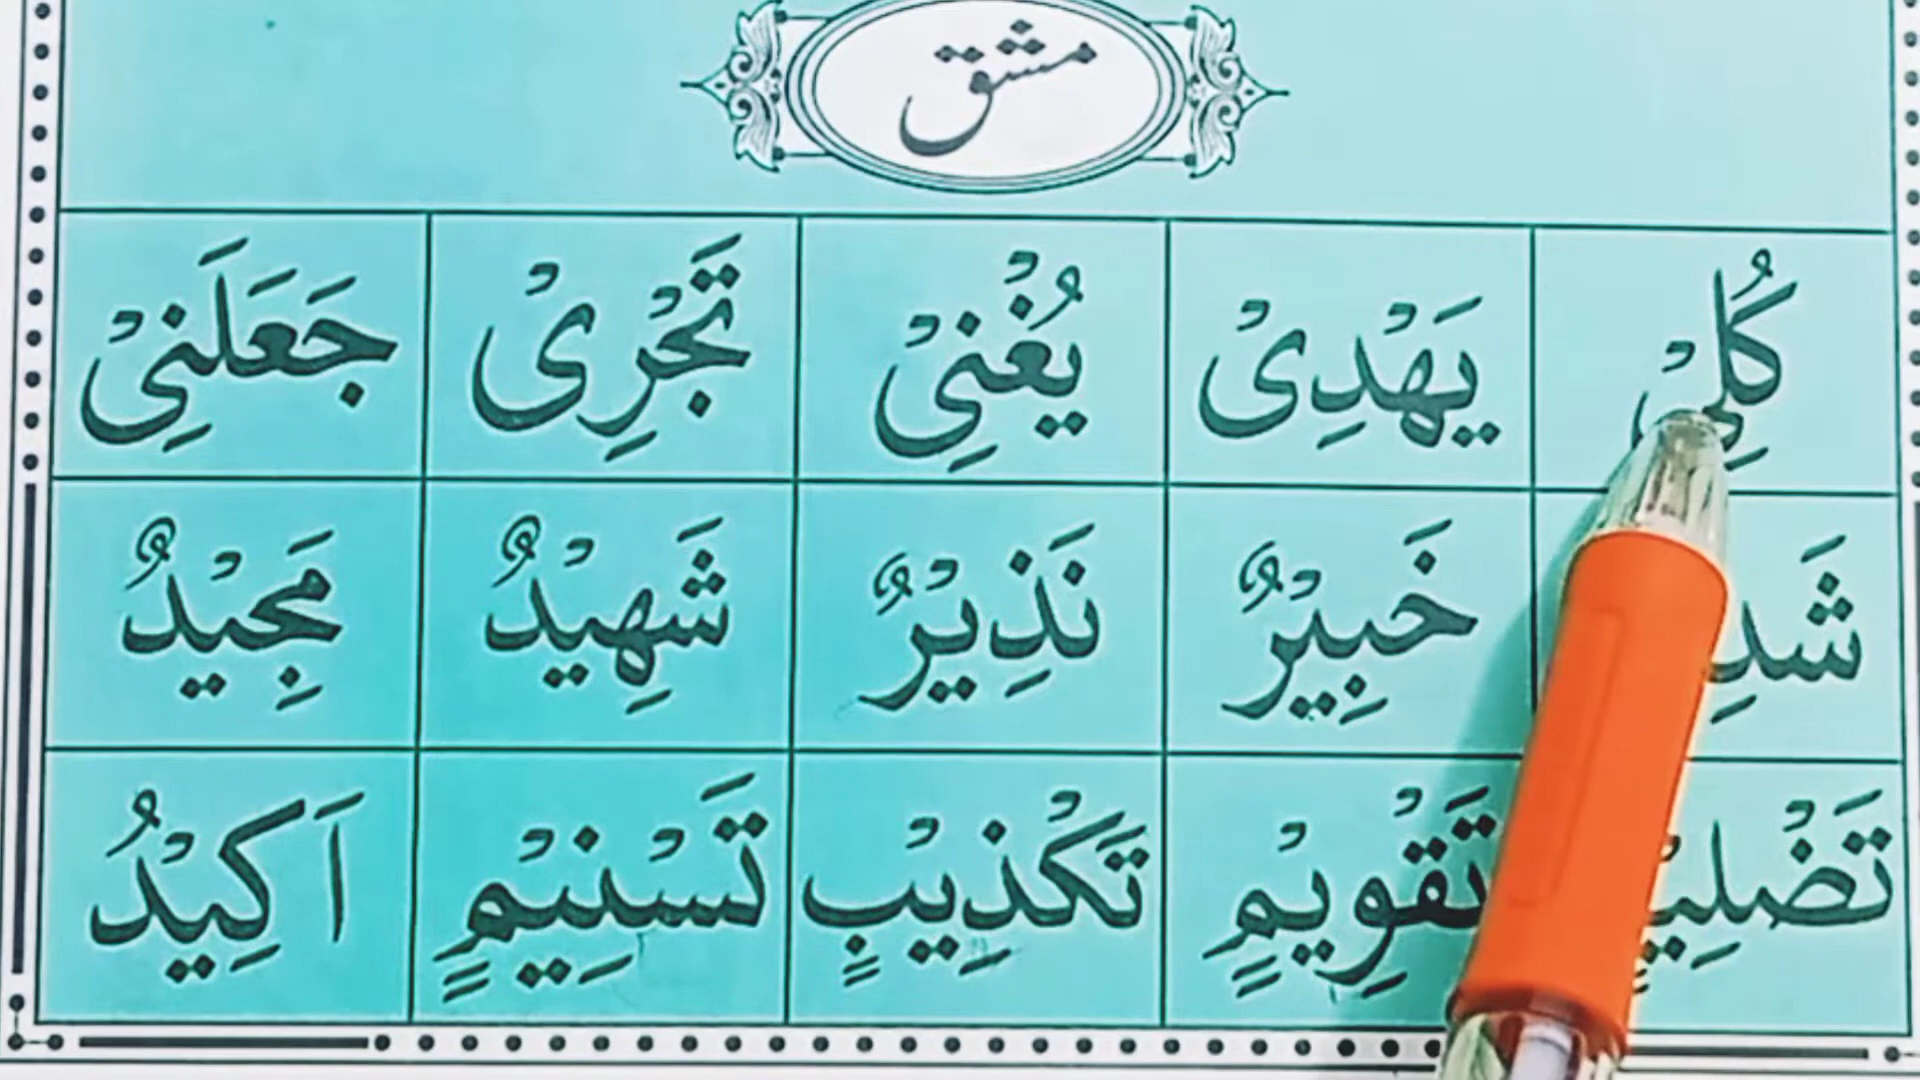 مشق
كُلِیْ يَهْدِیْ يُغْنِیْ تَجْرِیْ جَعَلَنِیْ
خَبِيْرٌ نَذِيْرٌ شَهِيْدٌ مَجِيْدٌ
تَقْوِيْمٍ تَكْذِيْبٍ تَسْنِيْمٍ اَكِيْدُ